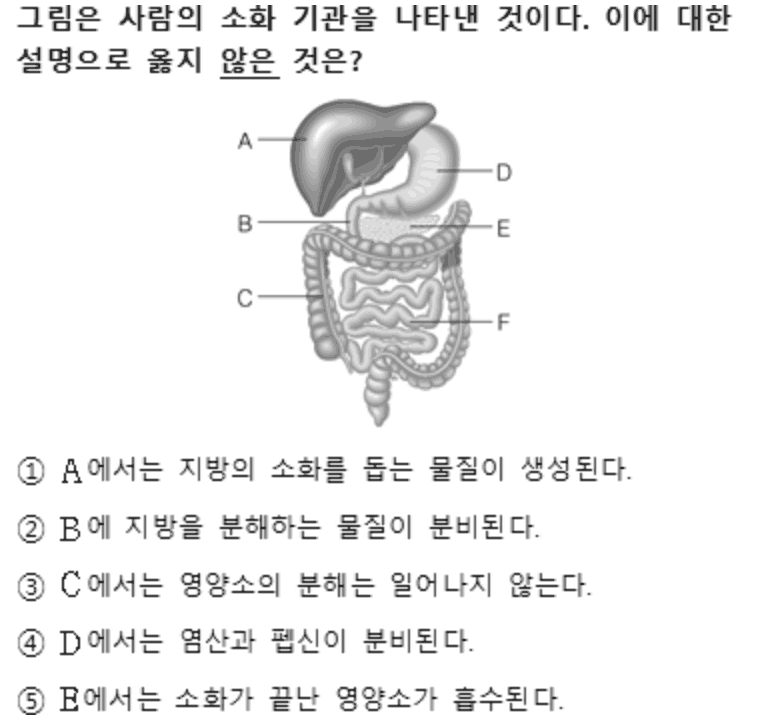 그림은 사람의 소화 기관을 나타낸 것이다. 이에 대한
설명으로 옳지 않은 것은?
A
D
B
E
C
F
① A에서는 지방의 소화를 돕는 물질이 생성된다.
② B에 지방을 분해하는 물질이 분비된다.
③ C에서는 영양소의 분해는 일어나지 않는다.
④ D에서는 염산과 펩신이 분비된다.
⑤ E에서는 소화가 끝난 영양소가 흡수된다.